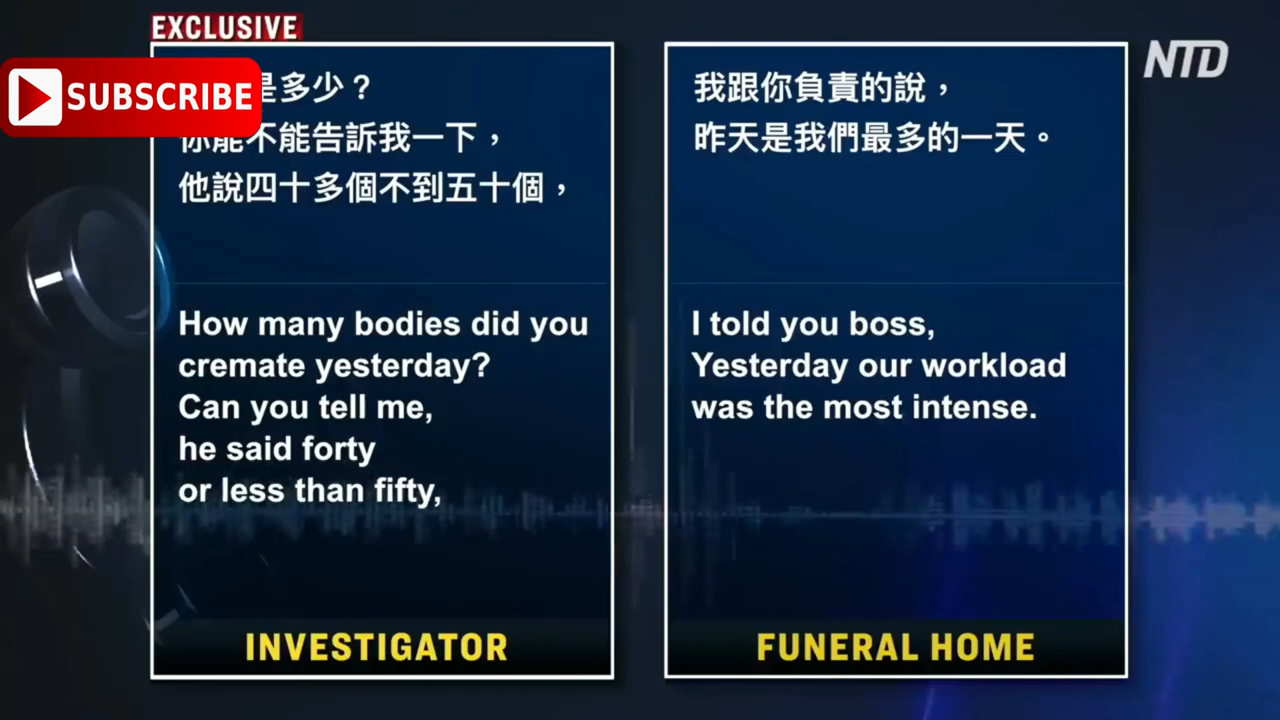 EXCLUSIVE
NTD
SUBSCRIBE
是多少？
你能不能告訴我一下，
他說四十多個不到五十個，
How many bodies did you
cremate yesterday?
Can you tell me,
he said forty
or less than fifty,
INVESTIGATOR
我跟你負責的說，
昨天是我們最多的一天。
I told you boss,
Yesterday our workload
was the most intense.
FUNERAL HOME